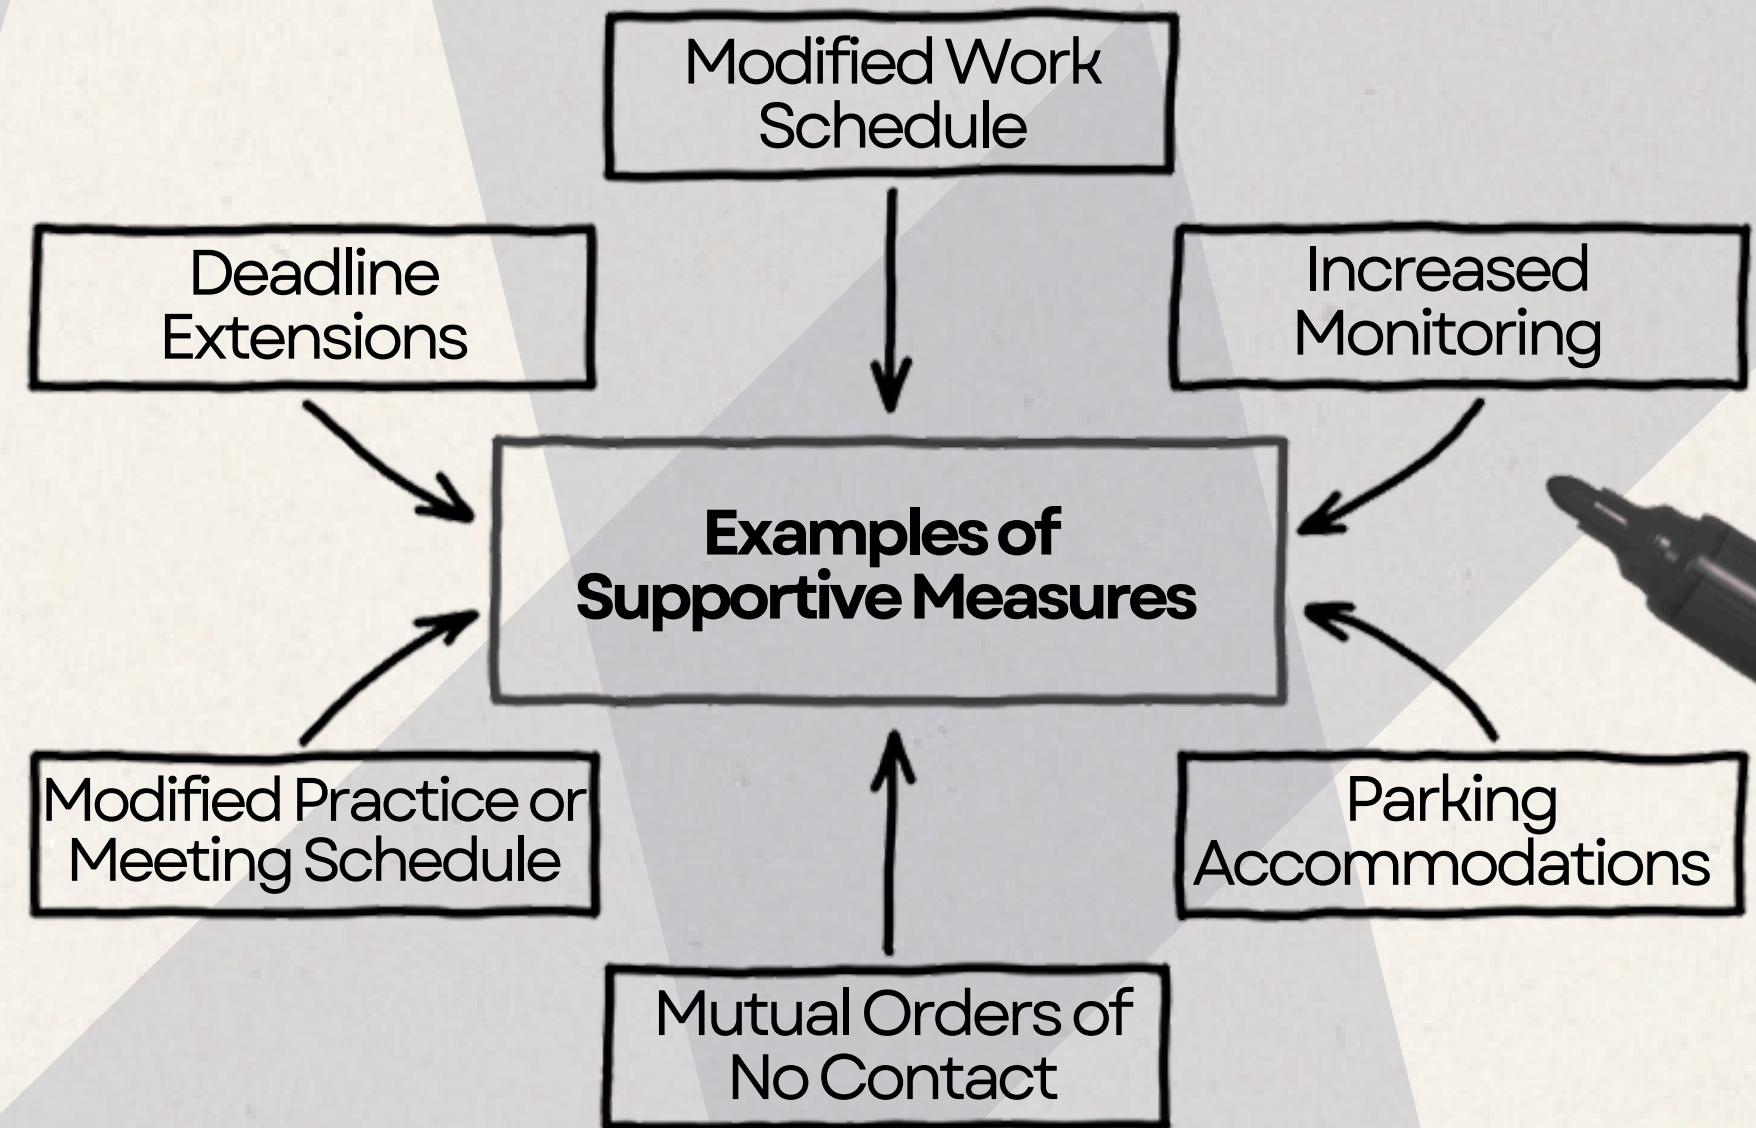 Modified Work
Schedule
Deadline
Extensions
Increased
Monitoring
Examples of
Supportive Measures
Modified Practice or
Meeting Schedule
Parking
Accommodations
Mutual Orders of
No Contact